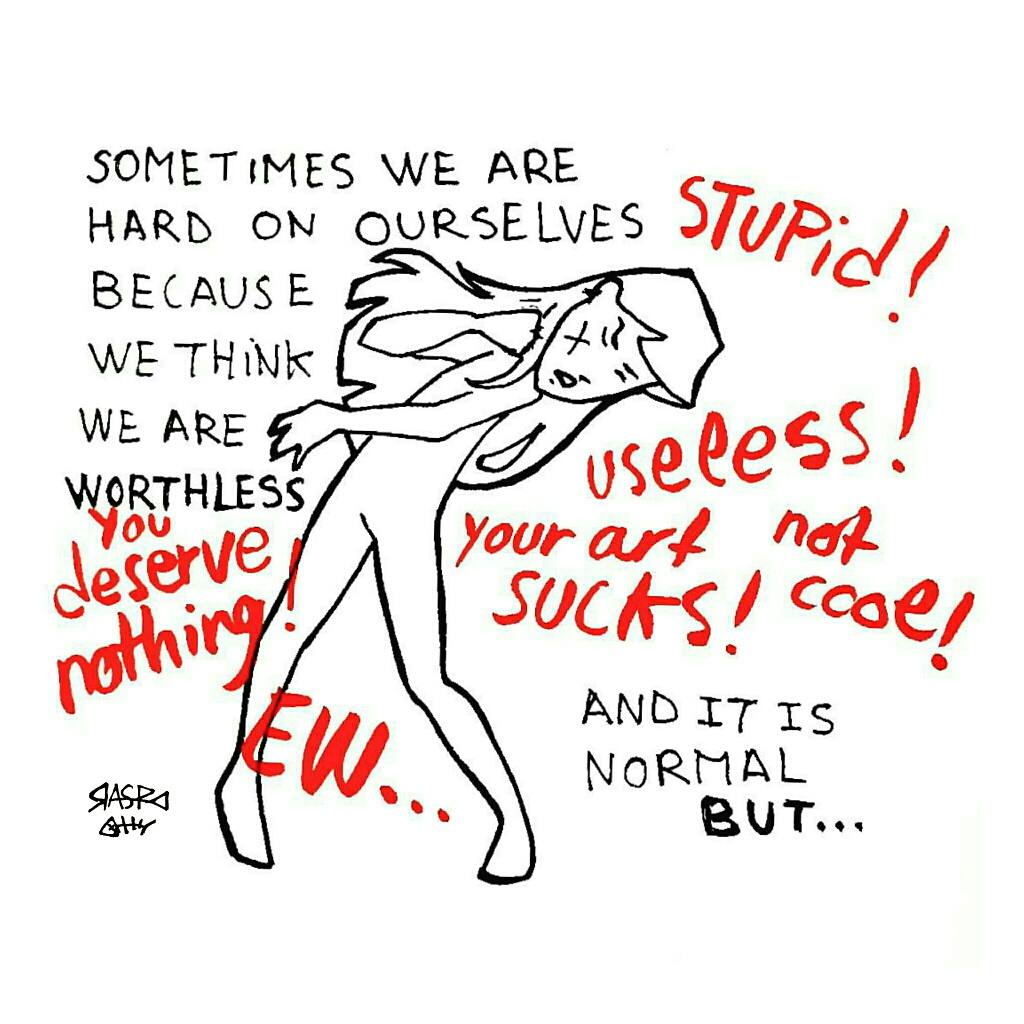 SOMETIMES WE ARE
HARD ON OURSELVES
BECAUSE
WE THiNK
WE ARE
WORTHLESS
STUPid!
useless!
your art
SUCKS!
not
cool!
You
deserve
nothing!
EW...
AND IT IS
NORMAL
BUT...